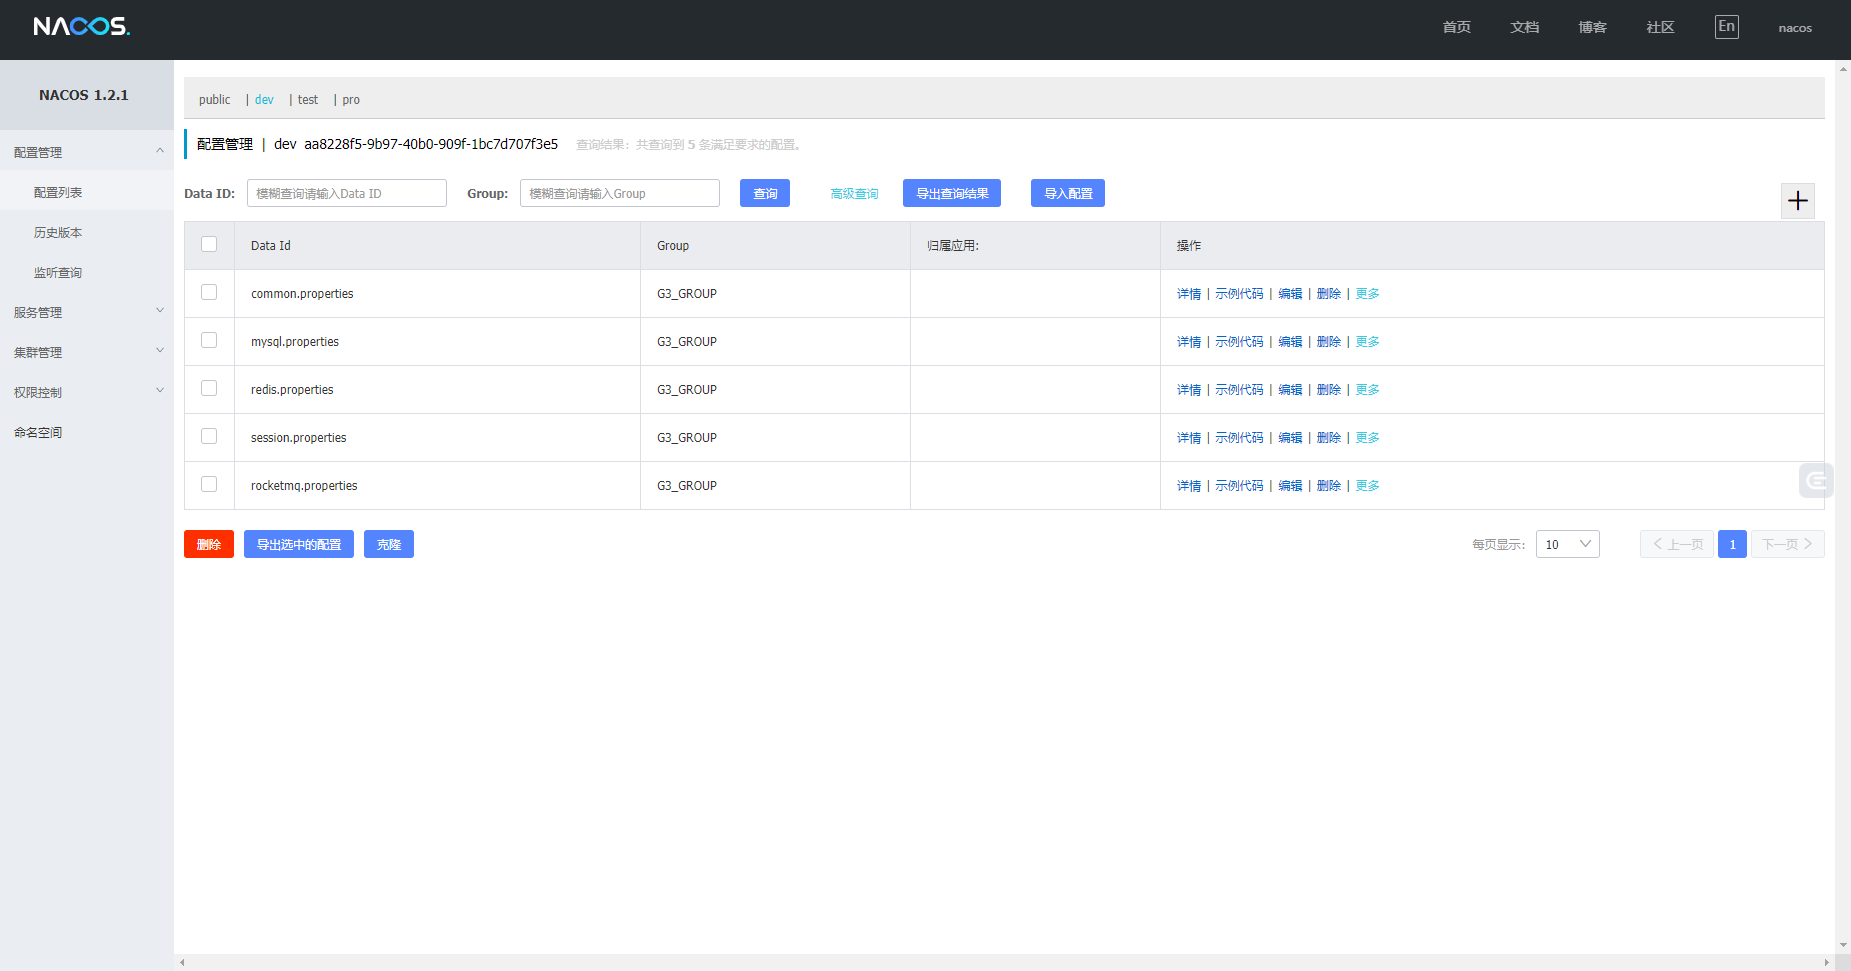 NACOS.
首页 文档 博客 社区 En nacos
NACOS 1.2.1
配置管理
配置列表
历史版本
监听查询
服务管理
集群管理
权限控制
命名空间
public | dev | test | pro
配置管理 | dev aa8228f5-9b97-40b0-909f-1bc7d707f3e5 查询结果：共查询到 5 条满足要求的配置。
Data ID: 模糊查询请输入Data ID Group: 模糊查询请输入Group 查询 高级查询 导出查询结果 导入配置
Data Id Group 归属应用: 操作
common.properties G3_GROUP 详情 | 示例代码 | 编辑 | 删除 | 更多
mysql.properties G3_GROUP 详情 | 示例代码 | 编辑 | 删除 | 更多
redis.properties G3_GROUP 详情 | 示例代码 | 编辑 | 删除 | 更多
session.properties G3_GROUP 详情 | 示例代码 | 编辑 | 删除 | 更多
rocketmq.properties G3_GROUP 详情 | 示例代码 | 编辑 | 删除 | 更多
删除 导出选中的配置 克隆 每页显示: 10 上一页 1 下一页